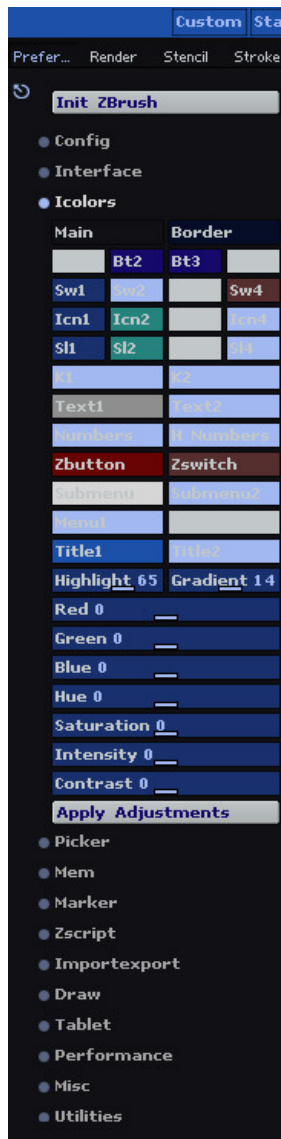 Custom Sta
Prefer... Render Stencil Stroke
Init ZBrush
Config
Interface
Icolors
Main Border
Bt2 Bt3
Sw1 Sw2 Sw4
Icn1 Icn2 Icn4
Sl1 Sl2 Sl4
K1 K2
Text1 Text2
Numbers H Numbers
Zbutton Zswitch
Submenu Submenu2
Menu1
Title1 Title2
Highlight 65 Gradient 14
Red 0
Green 0
Blue 0
Hue 0
Saturation 0
Intensity 0
Contrast 0
Apply Adjustments
Picker
Mem
Marker
Zscript
Importexport
Draw
Tablet
Performance
Misc
Utilities